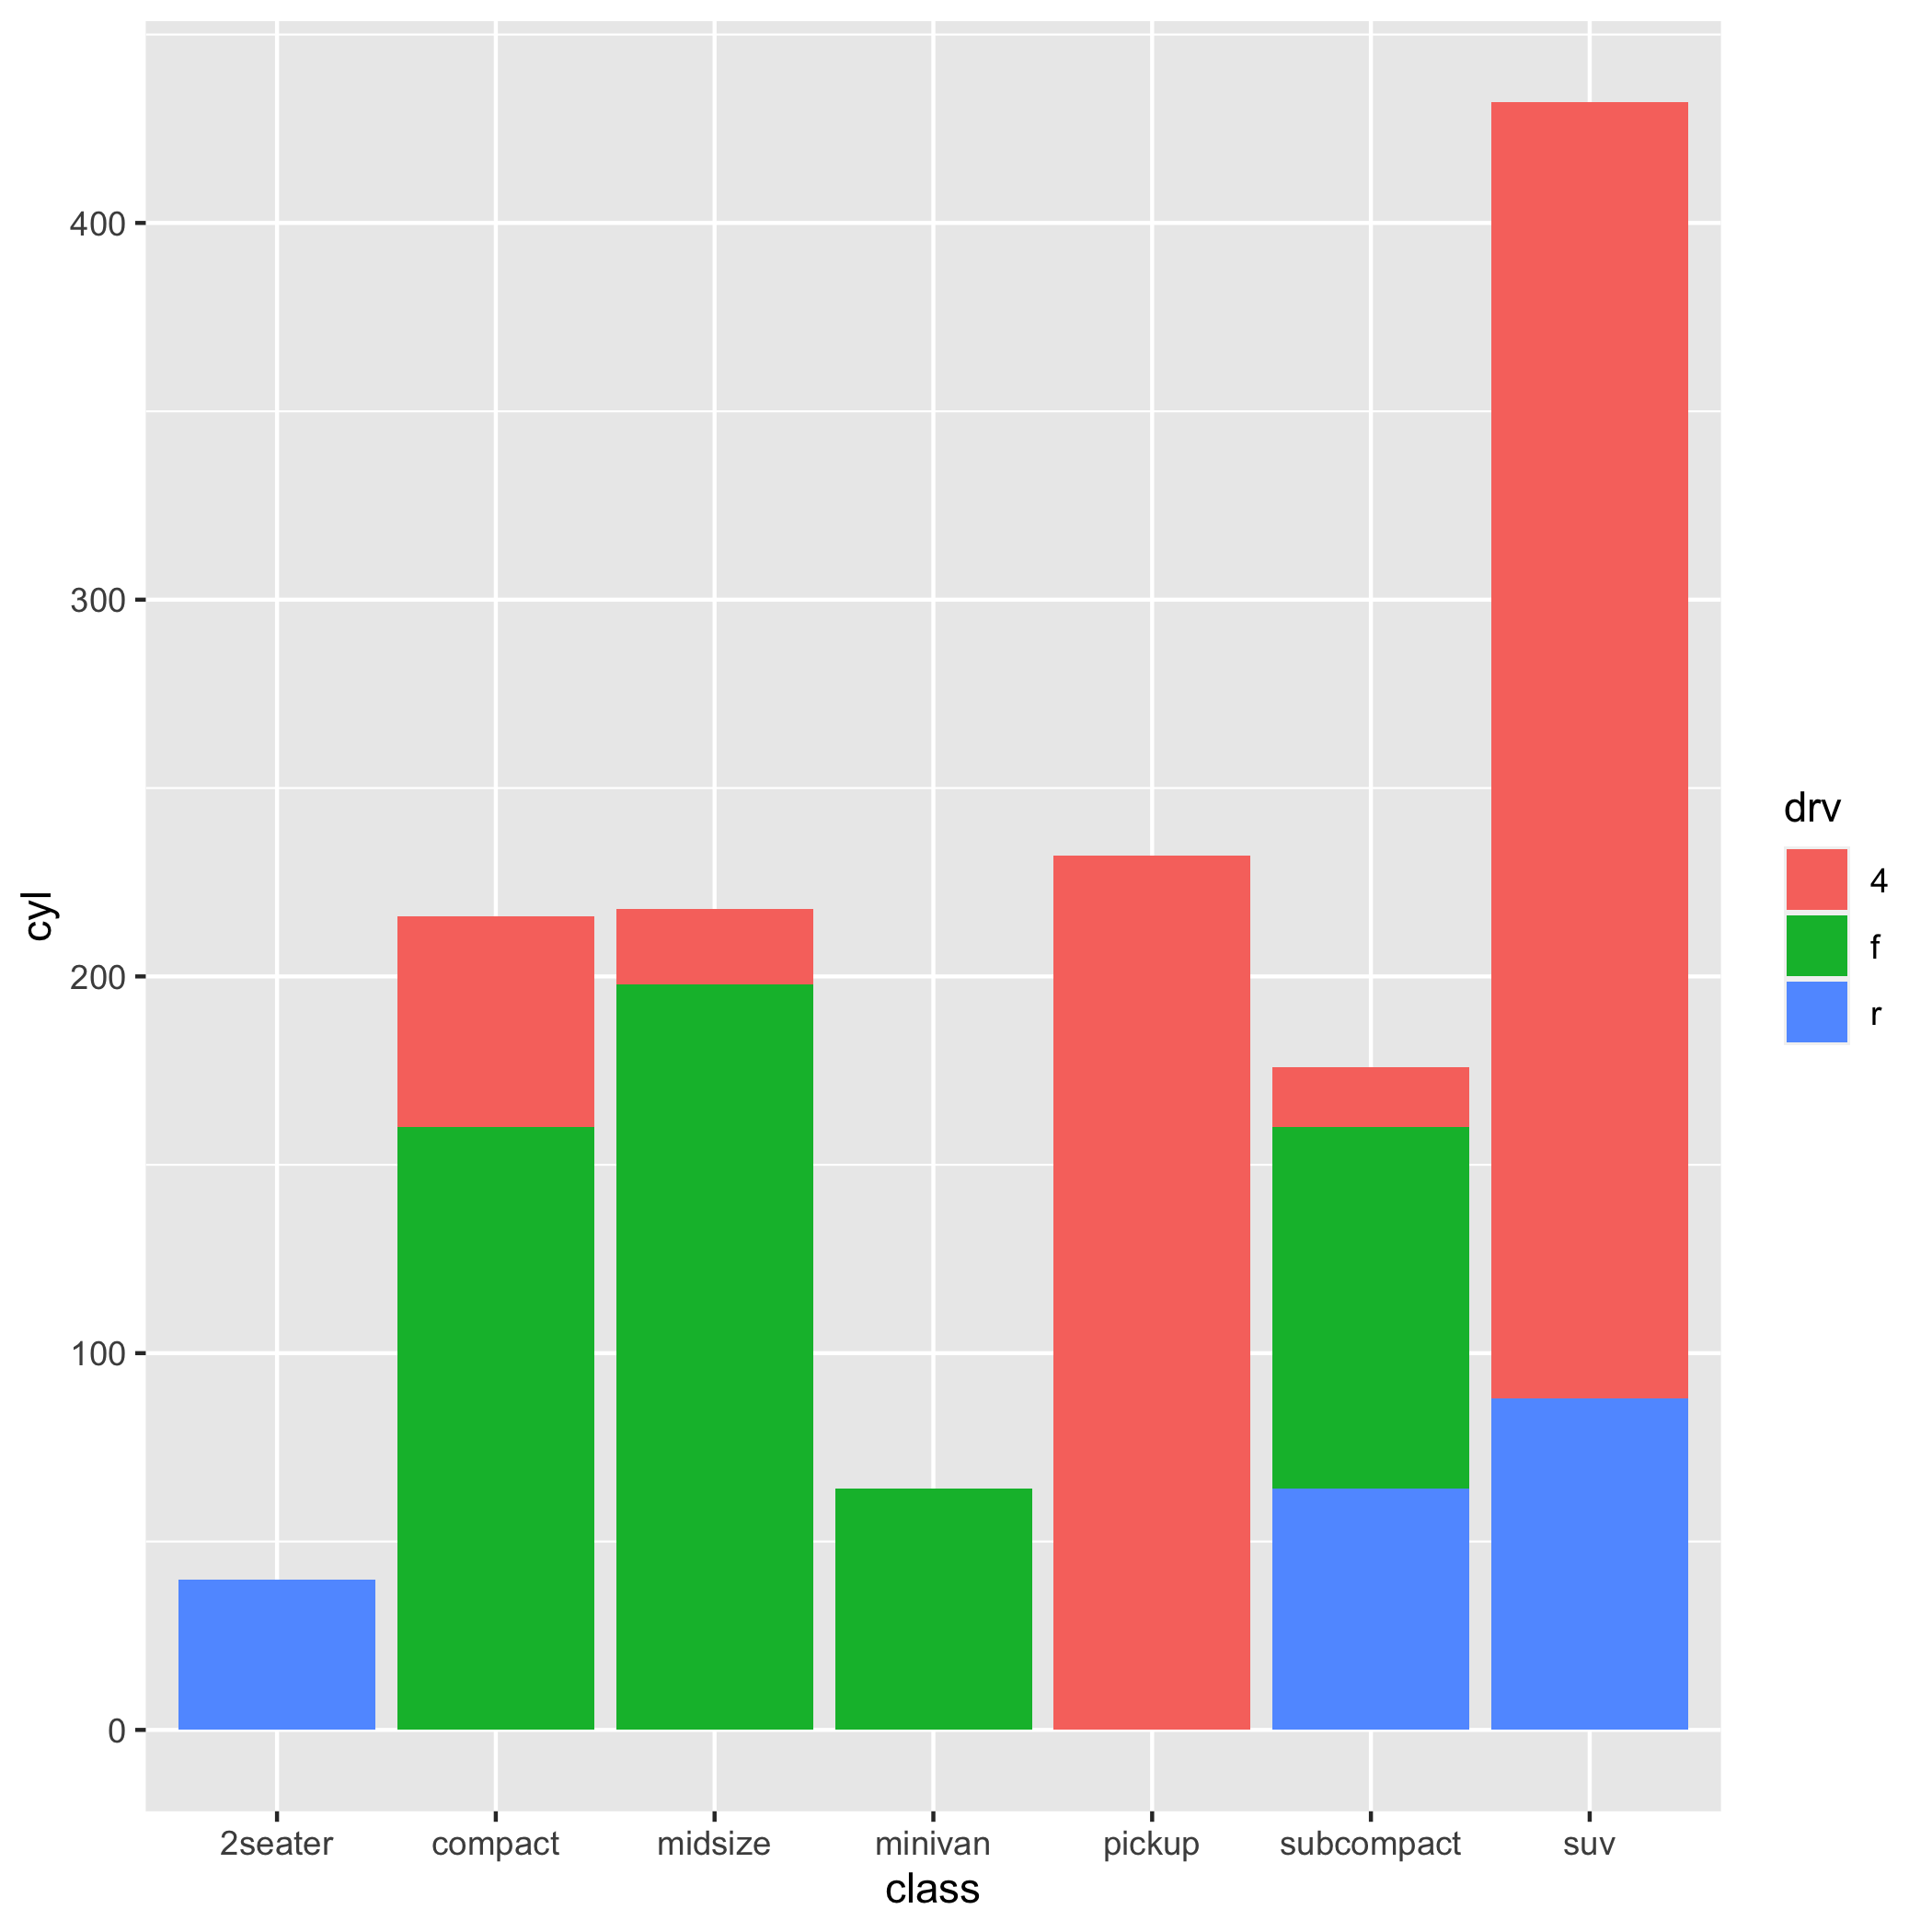 cyl
400
300
200
100
0
2seater compact midsize minivan pickup subcompact suv
class
drv
4
f
r